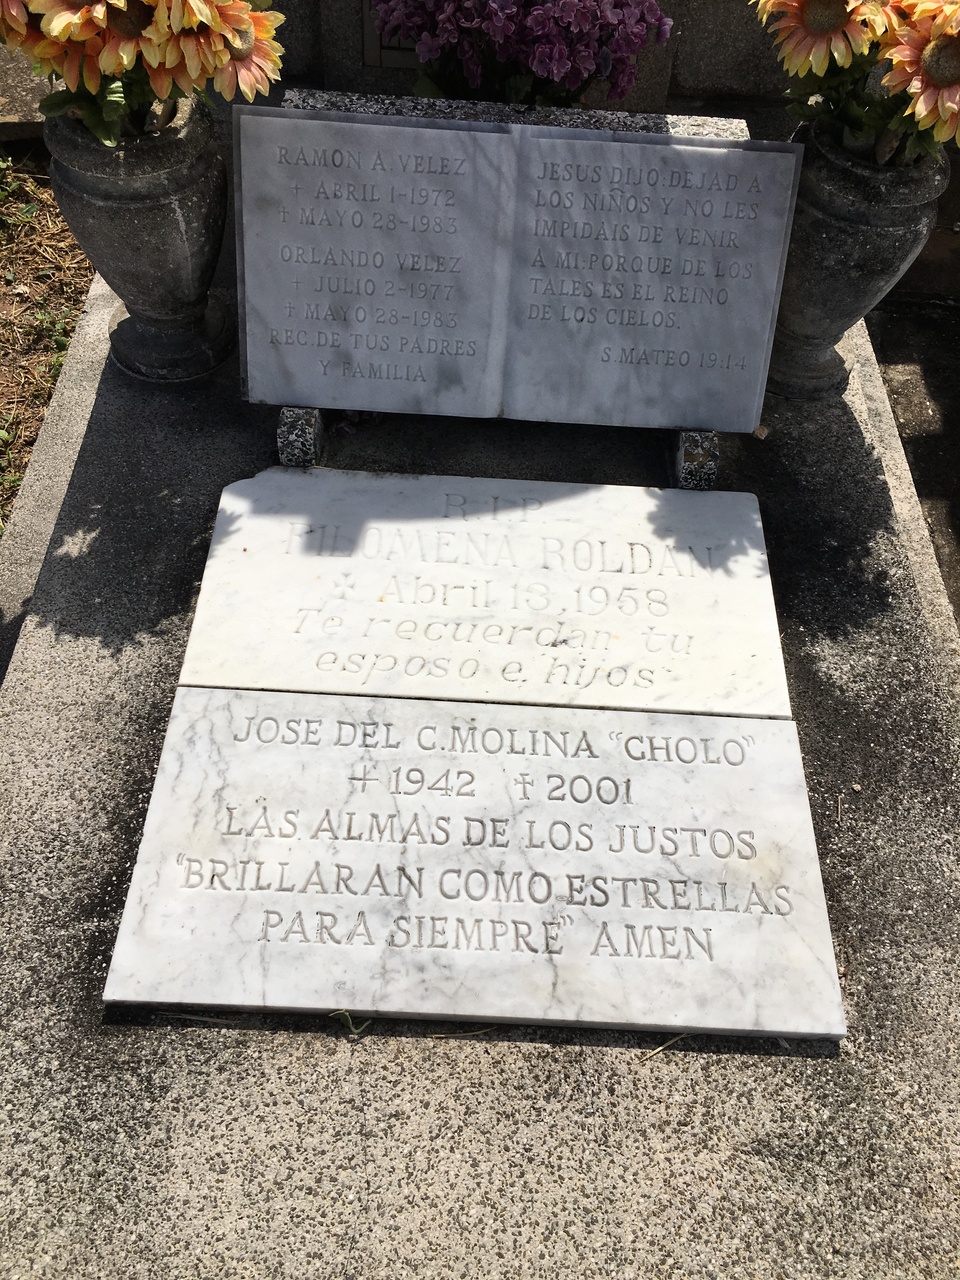 RAMON A. VELEZ
+ ABRIL 1-1972
† MAYO 28-1983
ORLANDO VELEZ
+ JULIO 2-1977
† MAYO 28-1983
REC. DE TUS PADRES
Y FAMILIA
JESUS DIJO: DEJAD A
LOS NIÑOS Y NO LES
IMPIDAIS DE VENIR
A MI: PORQUE DE LOS
TALES ES EL REINO
DE LOS CIELOS.
S. MATEO 19:14
R.I.P.
FILOMENA ROLDAN
✝ Abril 13, 1958
Te recuerdan tu
esposo e hijos
JOSE DEL C. MOLINA "CHOLO"
+ 1942 † 2001
LAS ALMAS DE LOS JUSTOS
"BRILLARAN COMO ESTRELLAS
PARA SIEMPRE" AMEN